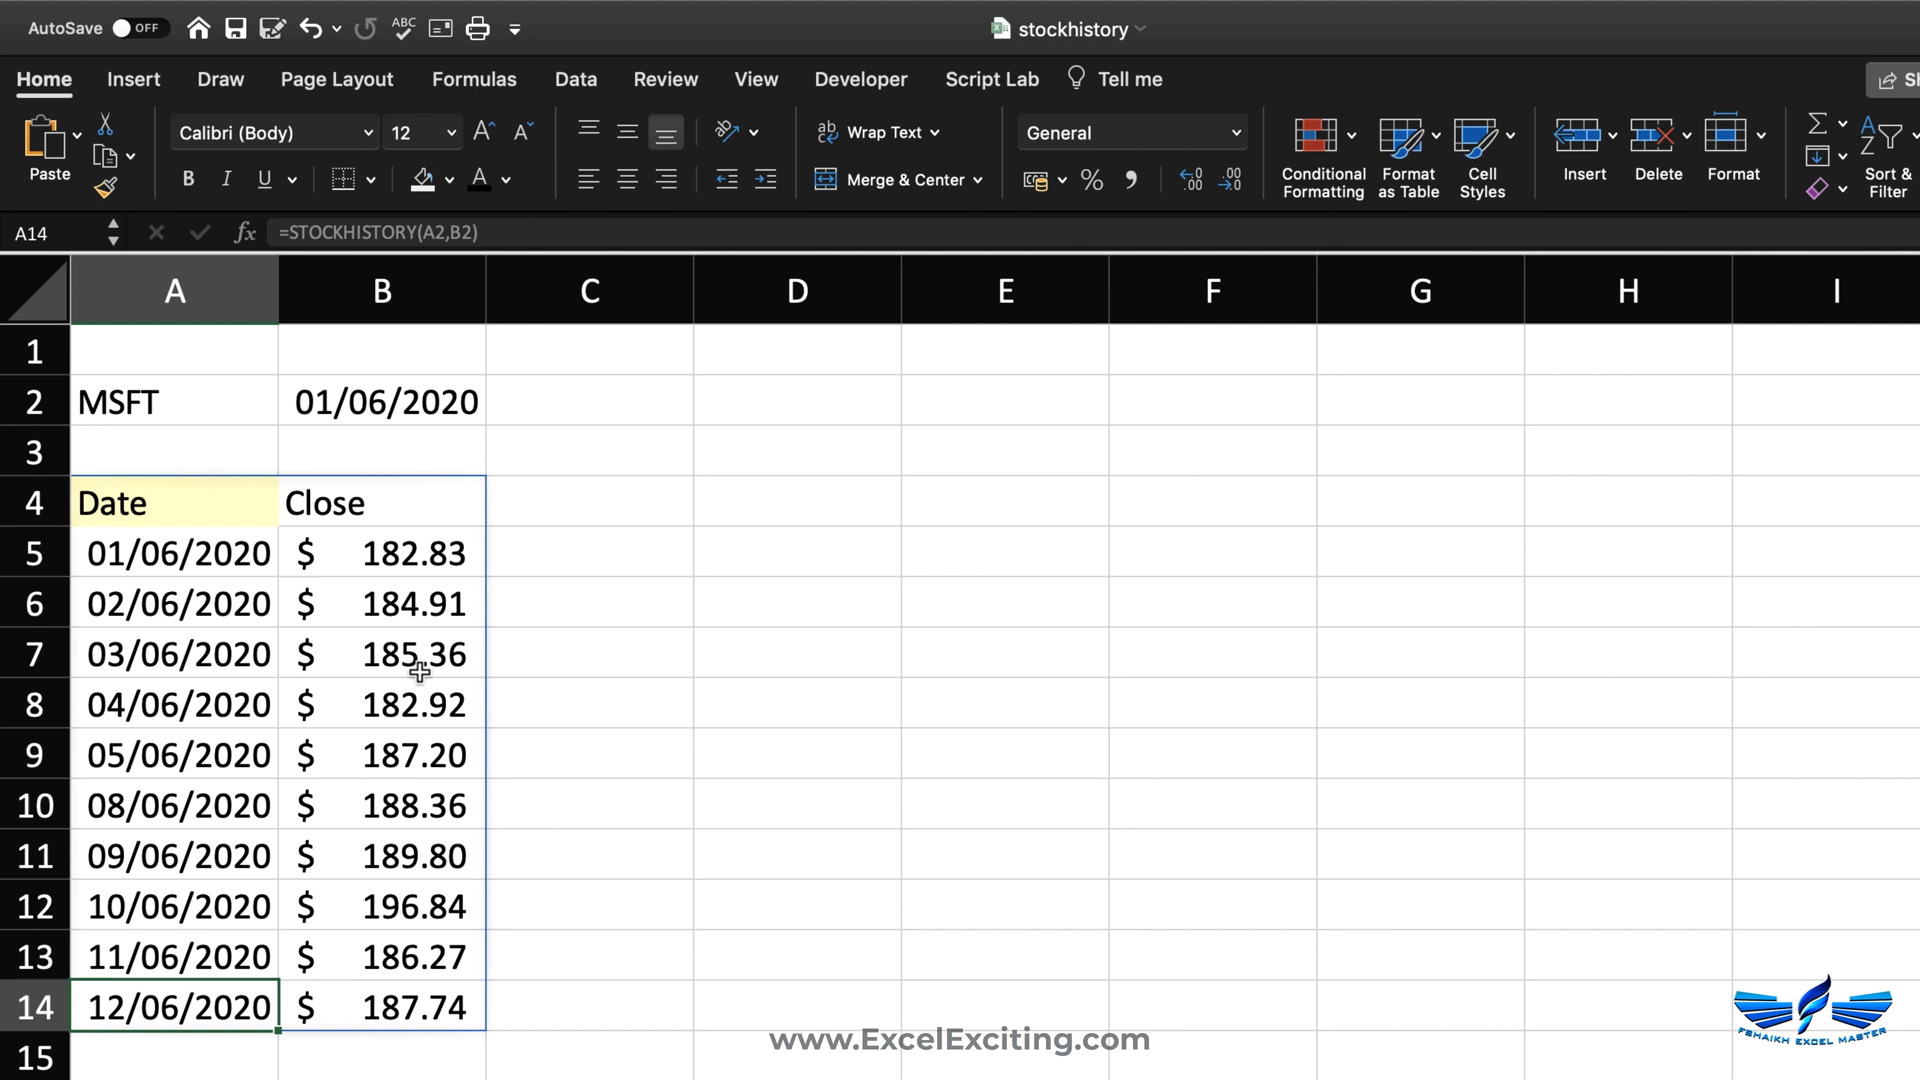 AutoSave OFF ABC stockhistory
Home Insert Draw Page Layout Formulas Data Review View Developer Script Lab Tell me Sh
Paste Calibri (Body) 12 A A ab Wrap Text General Conditional Formatting Format as Table Cell Styles Insert Delete Format Sort & Filter
B I U A Merge & Center % .00
A14 fx =STOCKHISTORY(A2,B2)
A B C D E F G H I
1
2 MSFT 01/06/2020
3
4 Date Close
5 01/06/2020 $ 182.83
6 02/06/2020 $ 184.91
7 03/06/2020 $ 185.36
8 04/06/2020 $ 182.92
9 05/06/2020 $ 187.20
10 08/06/2020 $ 188.36
11 09/06/2020 $ 189.80
12 10/06/2020 $ 196.84
13 11/06/2020 $ 186.27
14 12/06/2020 $ 187.74
15
www.ExcelExciting.com
FSHAIKH EXCEL MASTER